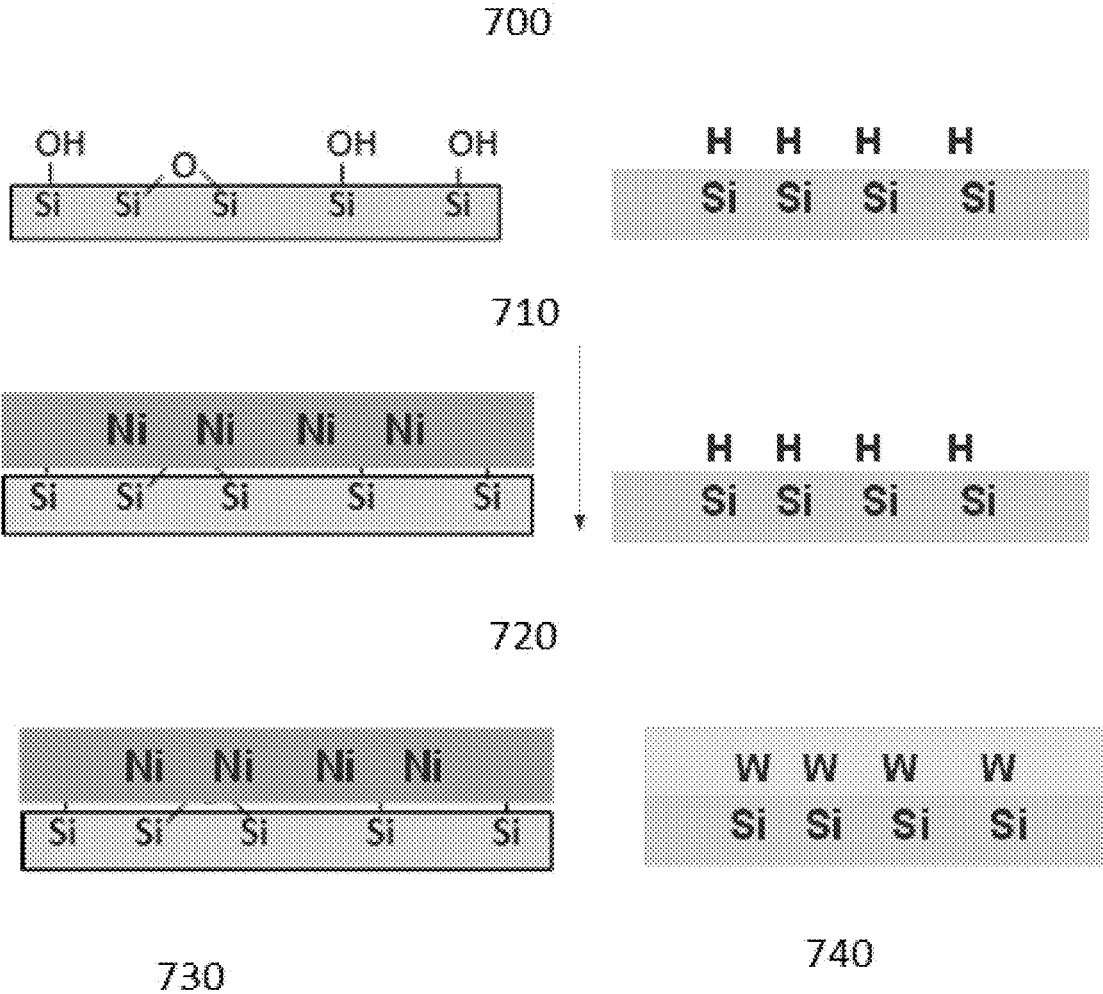 700
OH OH OH H H H H
O
Si Si Si Si Si Si Si Si Si
710
Ni Ni Ni Ni H H H H
Si Si Si Si Si Si Si Si Si
720
Ni Ni Ni Ni W W W W
Si Si Si Si Si Si Si Si Si
730 740